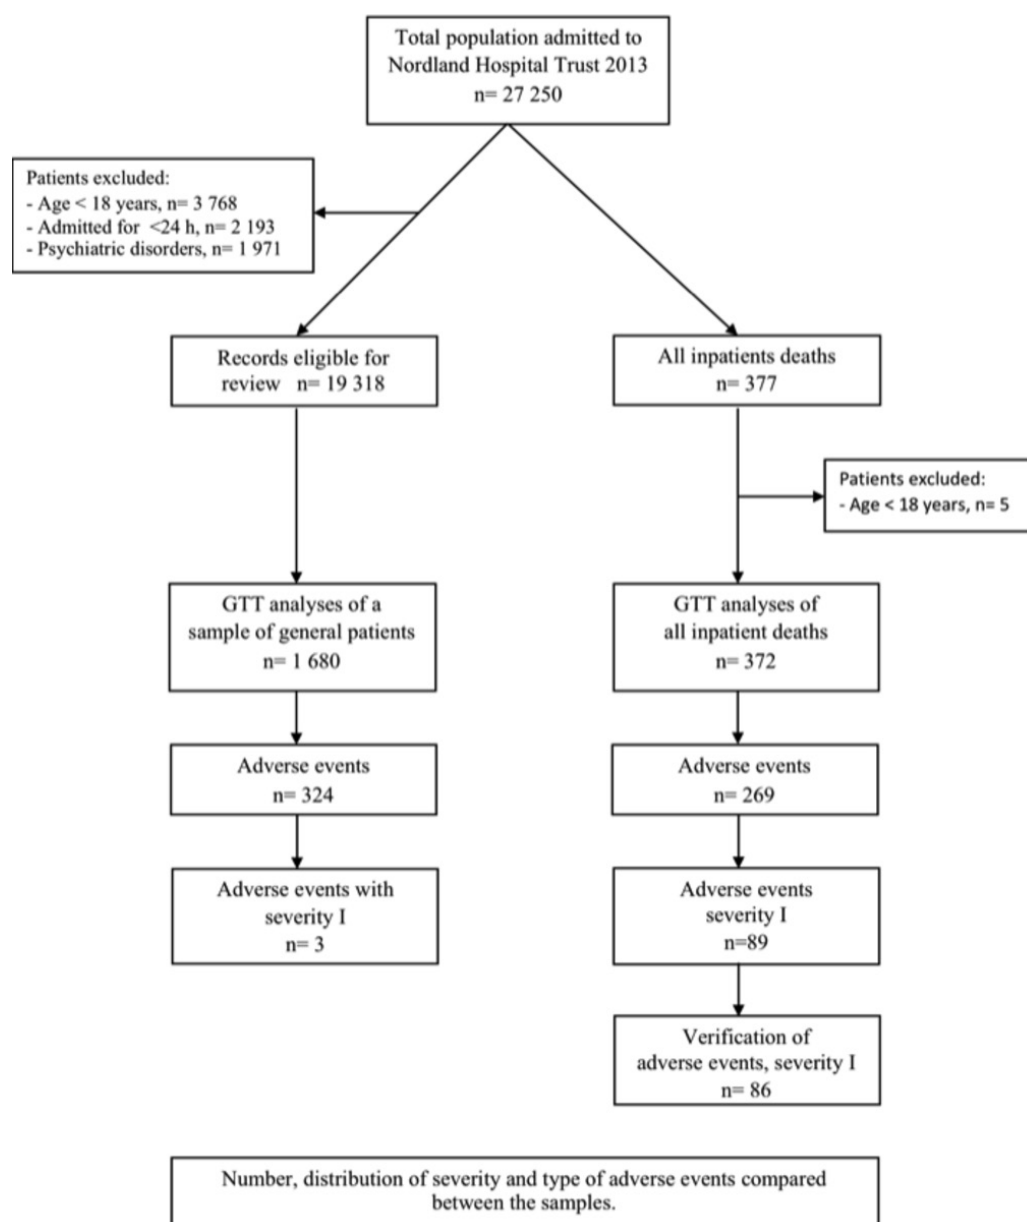 Total population admitted to
Nordland Hospital Trust 2013
n= 27 250
Patients excluded:
- Age < 18 years, n= 3 768
- Admitted for <24 h, n= 2 193
- Psychiatric disorders, n= 1 971
Records eligible for
review n= 19 318
All inpatients deaths
n= 377
Patients excluded:
- Age < 18 years, n= 5
GTT analyses of a
sample of general patients
n= 1 680
GTT analyses of
all inpatient deaths
n= 372
Adverse events
n= 324
Adverse events
n= 269
Adverse events with
severity I
n= 3
Adverse events
severity I
n=89
Verification of
adverse events, severity I
n= 86
Number, distribution of severity and type of adverse events compared
between the samples.